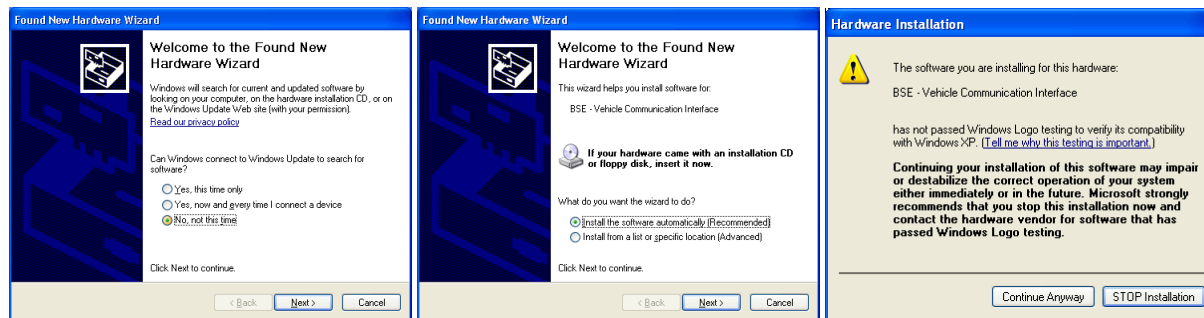 Found New Hardware Wizard
Welcome to the Found New
Hardware Wizard
Windows will search for current and updated software by
looking on your computer, on the hardware installation CD, or on
the Windows Update Web site (with your permission).
Read our privacy policy
Can Windows connect to Windows Update to search for
software?
Yes, this time only
Yes, now and every time I connect a device
No, not this time
Click Next to continue.
< Back
Next >
Cancel
Found New Hardware Wizard
Welcome to the Found New
Hardware Wizard
This wizard helps you install software for:
BSE - Vehicle Communication Interface
If your hardware came with an installation CD
or floppy disk, insert it now.
What do you want the wizard to do?
Install the software automatically (Recommended)
Install from a list or specific location (Advanced)
Click Next to continue.
< Back
Next >
Cancel
Hardware Installation
The software you are installing for this hardware:
BSE - Vehicle Communication Interface
has not passed Windows Logo testing to verify its compatibility
with Windows XP. (Tell me why this testing is important.)
Continuing your installation of this software may impair
or destabilize the correct operation of your system
either immediately or in the future. Microsoft strongly
recommends that you stop this installation now and
contact the hardware vendor for software that has
passed Windows Logo testing.
Continue Anyway
STOP Installation